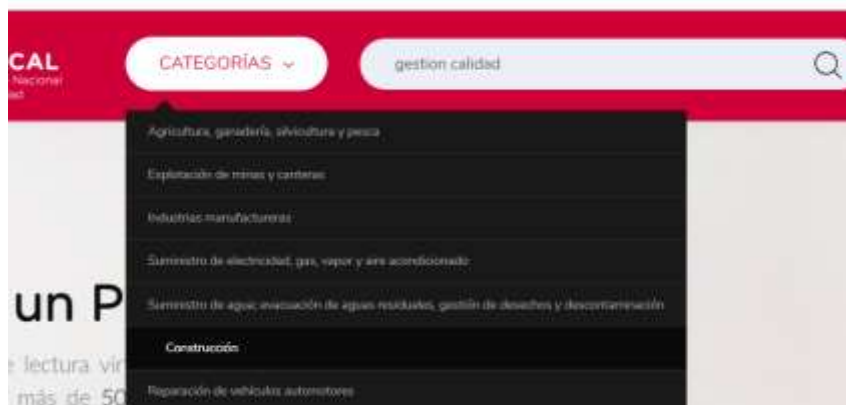 CAL
Nacional
CATEGORÍAS
gestion calidad
Agricultura, ganadería, silvicultura y pesca
Explotación de minas y canteras
Industrias manufactureras
Suministro de electricidad, gas, vapor y aire acondicionado
Suministro de agua; evacuación de aguas residuales, gestión de desechos y descontaminación
Construcción
Reparación de vehículos automotores
un P
lectura vir
más de 50